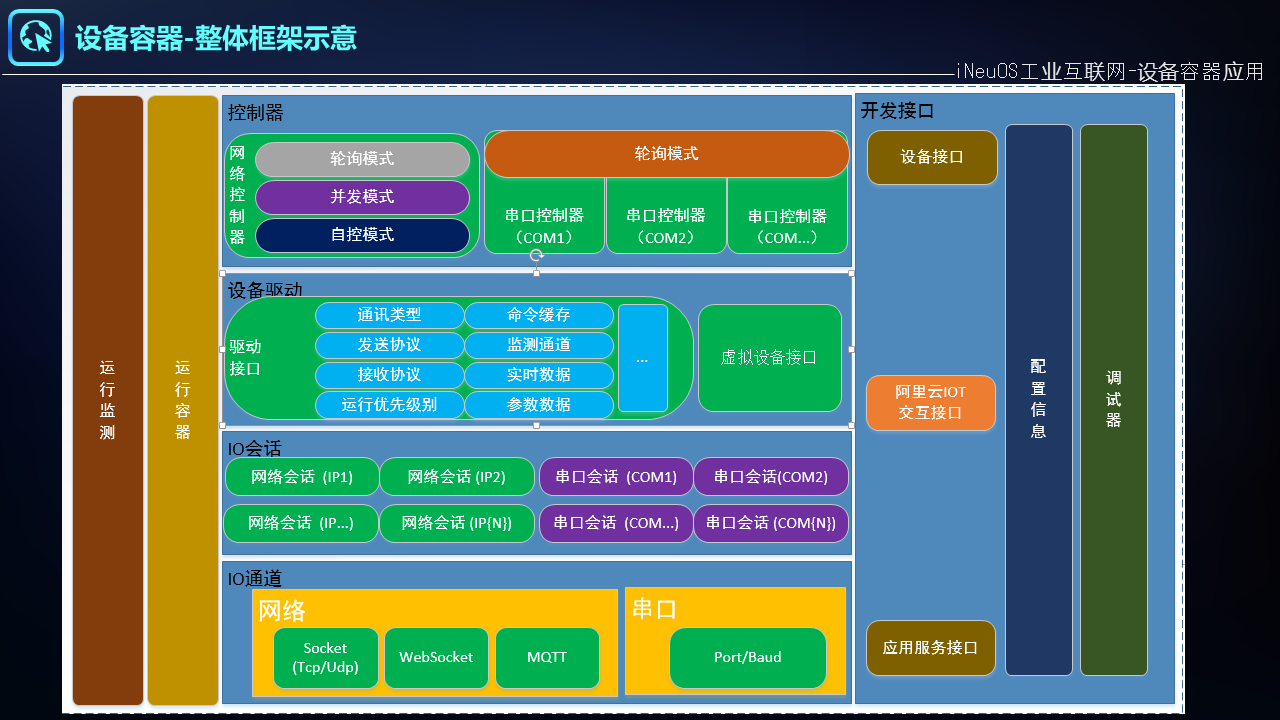 设备容器-整体框架示意
iNeuOS工业互联网-设备容器应用
运行监测
运行容器
控制器
网络控制器
轮询模式
并发模式
自控模式
轮询模式
串口控制器
（COM1）
串口控制器
（COM2）
串口控制器
（COM...）
设备驱动
驱动
接口
通讯类型
命令缓存
发送协议
监测通道
接收协议
实时数据
运行优先级别
参数数据
...
虚拟设备接口
IO会话
网络会话 (IP1)
网络会话 (IP2)
串口会话 (COM1)
串口会话(COM2)
网络会话 (IP...)
网络会话 (IP{N})
串口会话 (COM...)
串口会话 (COM{N})
IO通道
网络
Socket
(Tcp/Udp)
WebSocket
MQTT
串口
Port/Baud
开发接口
设备接口
阿里云IOT
交互接口
应用服务接口
配置信息
调试器